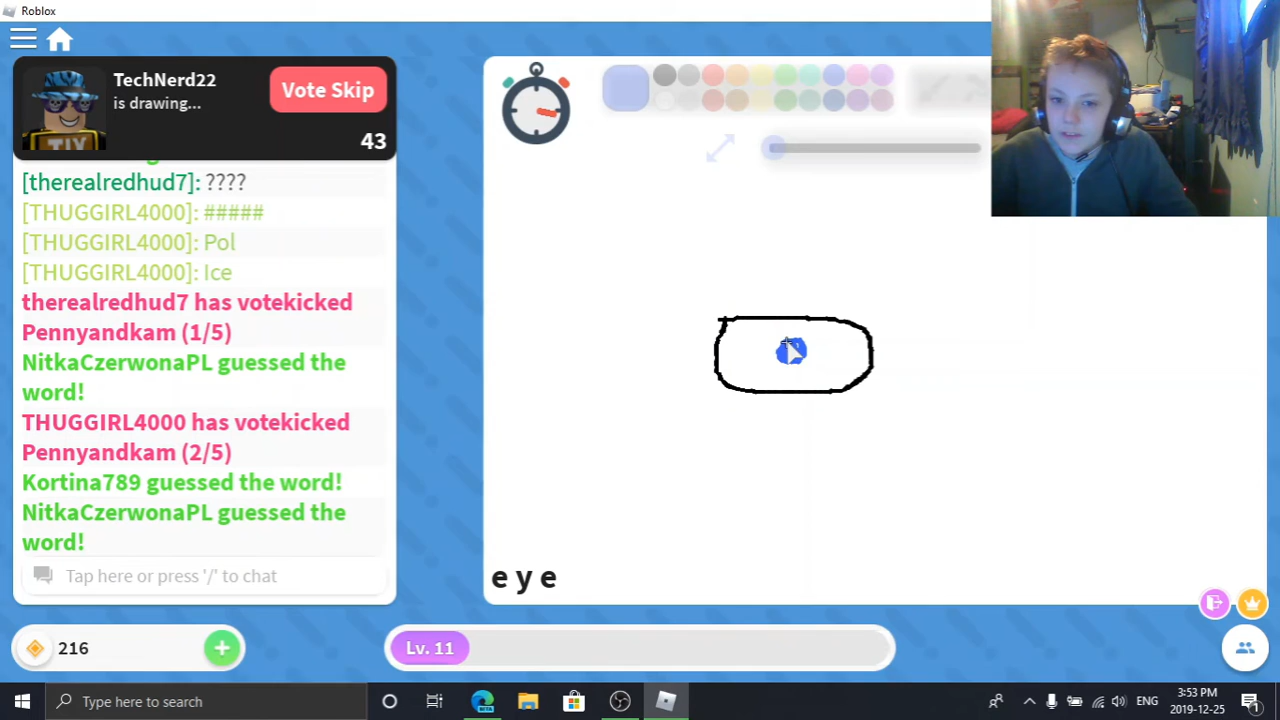 Roblox
TechNerd22
is drawing...
Vote Skip
43
[therealredhud7]: ????
[THUGGIRL4000]: #####
[THUGGIRL4000]: Pol
[THUGGIRL4000]: Ice
therealredhud7 has votekicked
Pennyandkam (1/5)
NitkaCzerwonaPL guessed the
word!
THUGGIRL4000 has votekicked
Pennyandkam (2/5)
Kortina789 guessed the word!
NitkaCzerwonaPL guessed the
word!
Tap here or press '/' to chat
e y e
216
Lv. 11
Type here to search
BETA
ENG
3:53 PM
2019-12-25
1